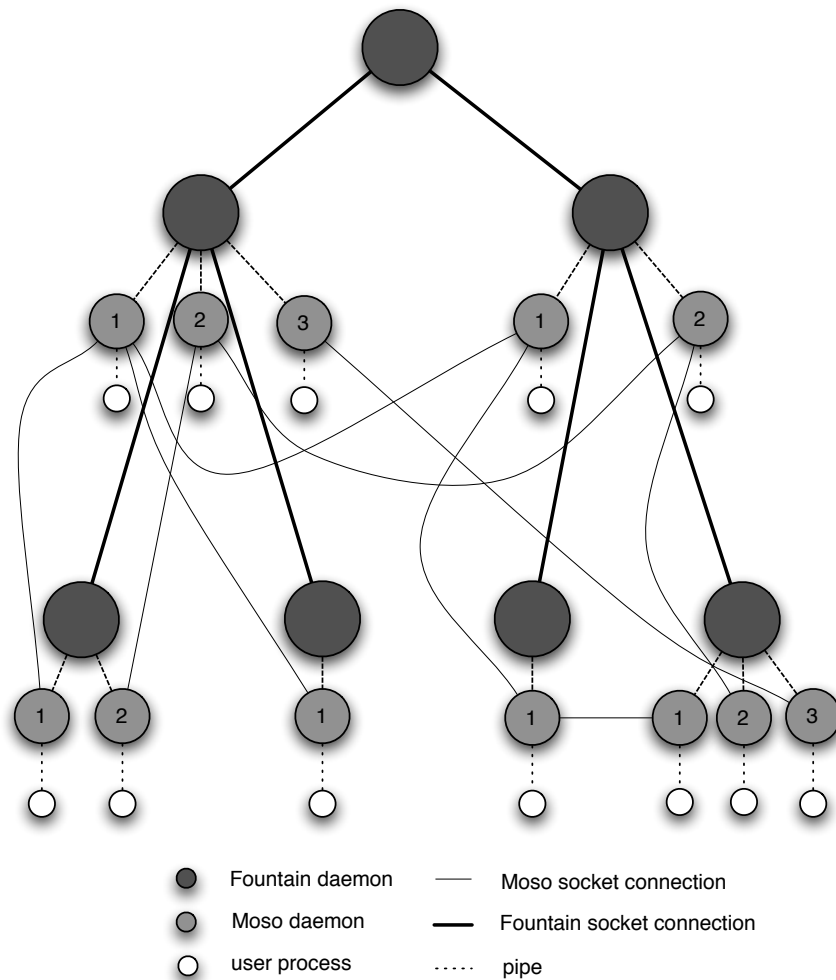 1 2 3 1 2
1 2 1 1 1 2 3
Fountain daemon Moso socket connection
Moso daemon Fountain socket connection
user process pipe